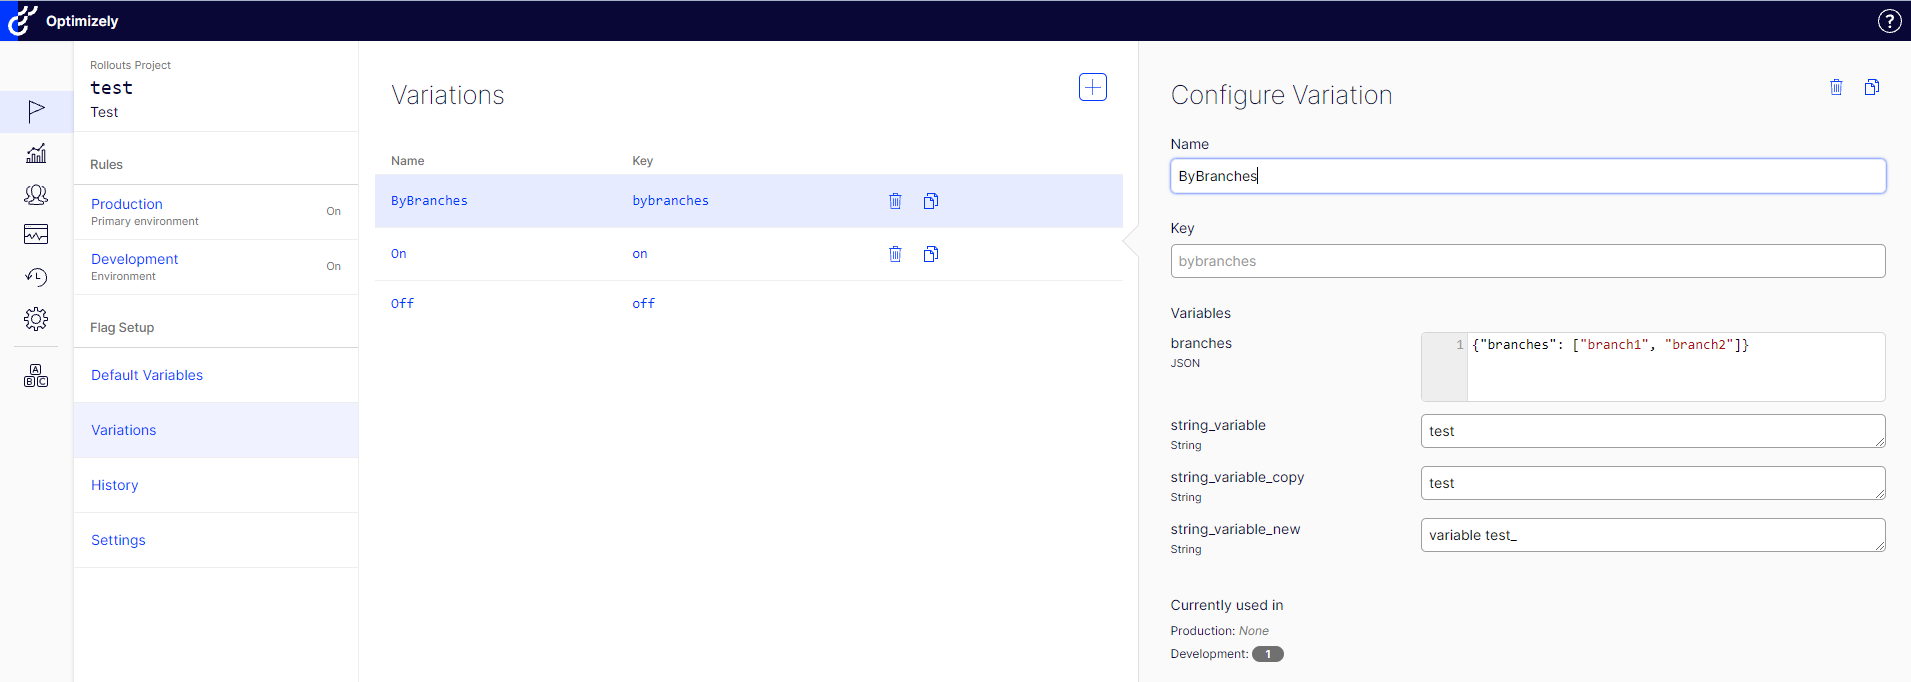 Optimizely
?
Rollouts Project
test
Test
Rules
Production
Primary environment
On
Development
Environment
On
Flag Setup
Default Variables
Variations
History
Settings
Variations
Name Key
ByBranches bybranches
On on
Off off
Configure Variation
Name
ByBranches
Key
bybranches
Variables
branches
JSON
1 {"branches": ["branch1", "branch2"]}
string_variable
String
test
string_variable_copy
String
test
string_variable_new
String
variable test_
Currently used in
Production: None
Development: 1
A
B C